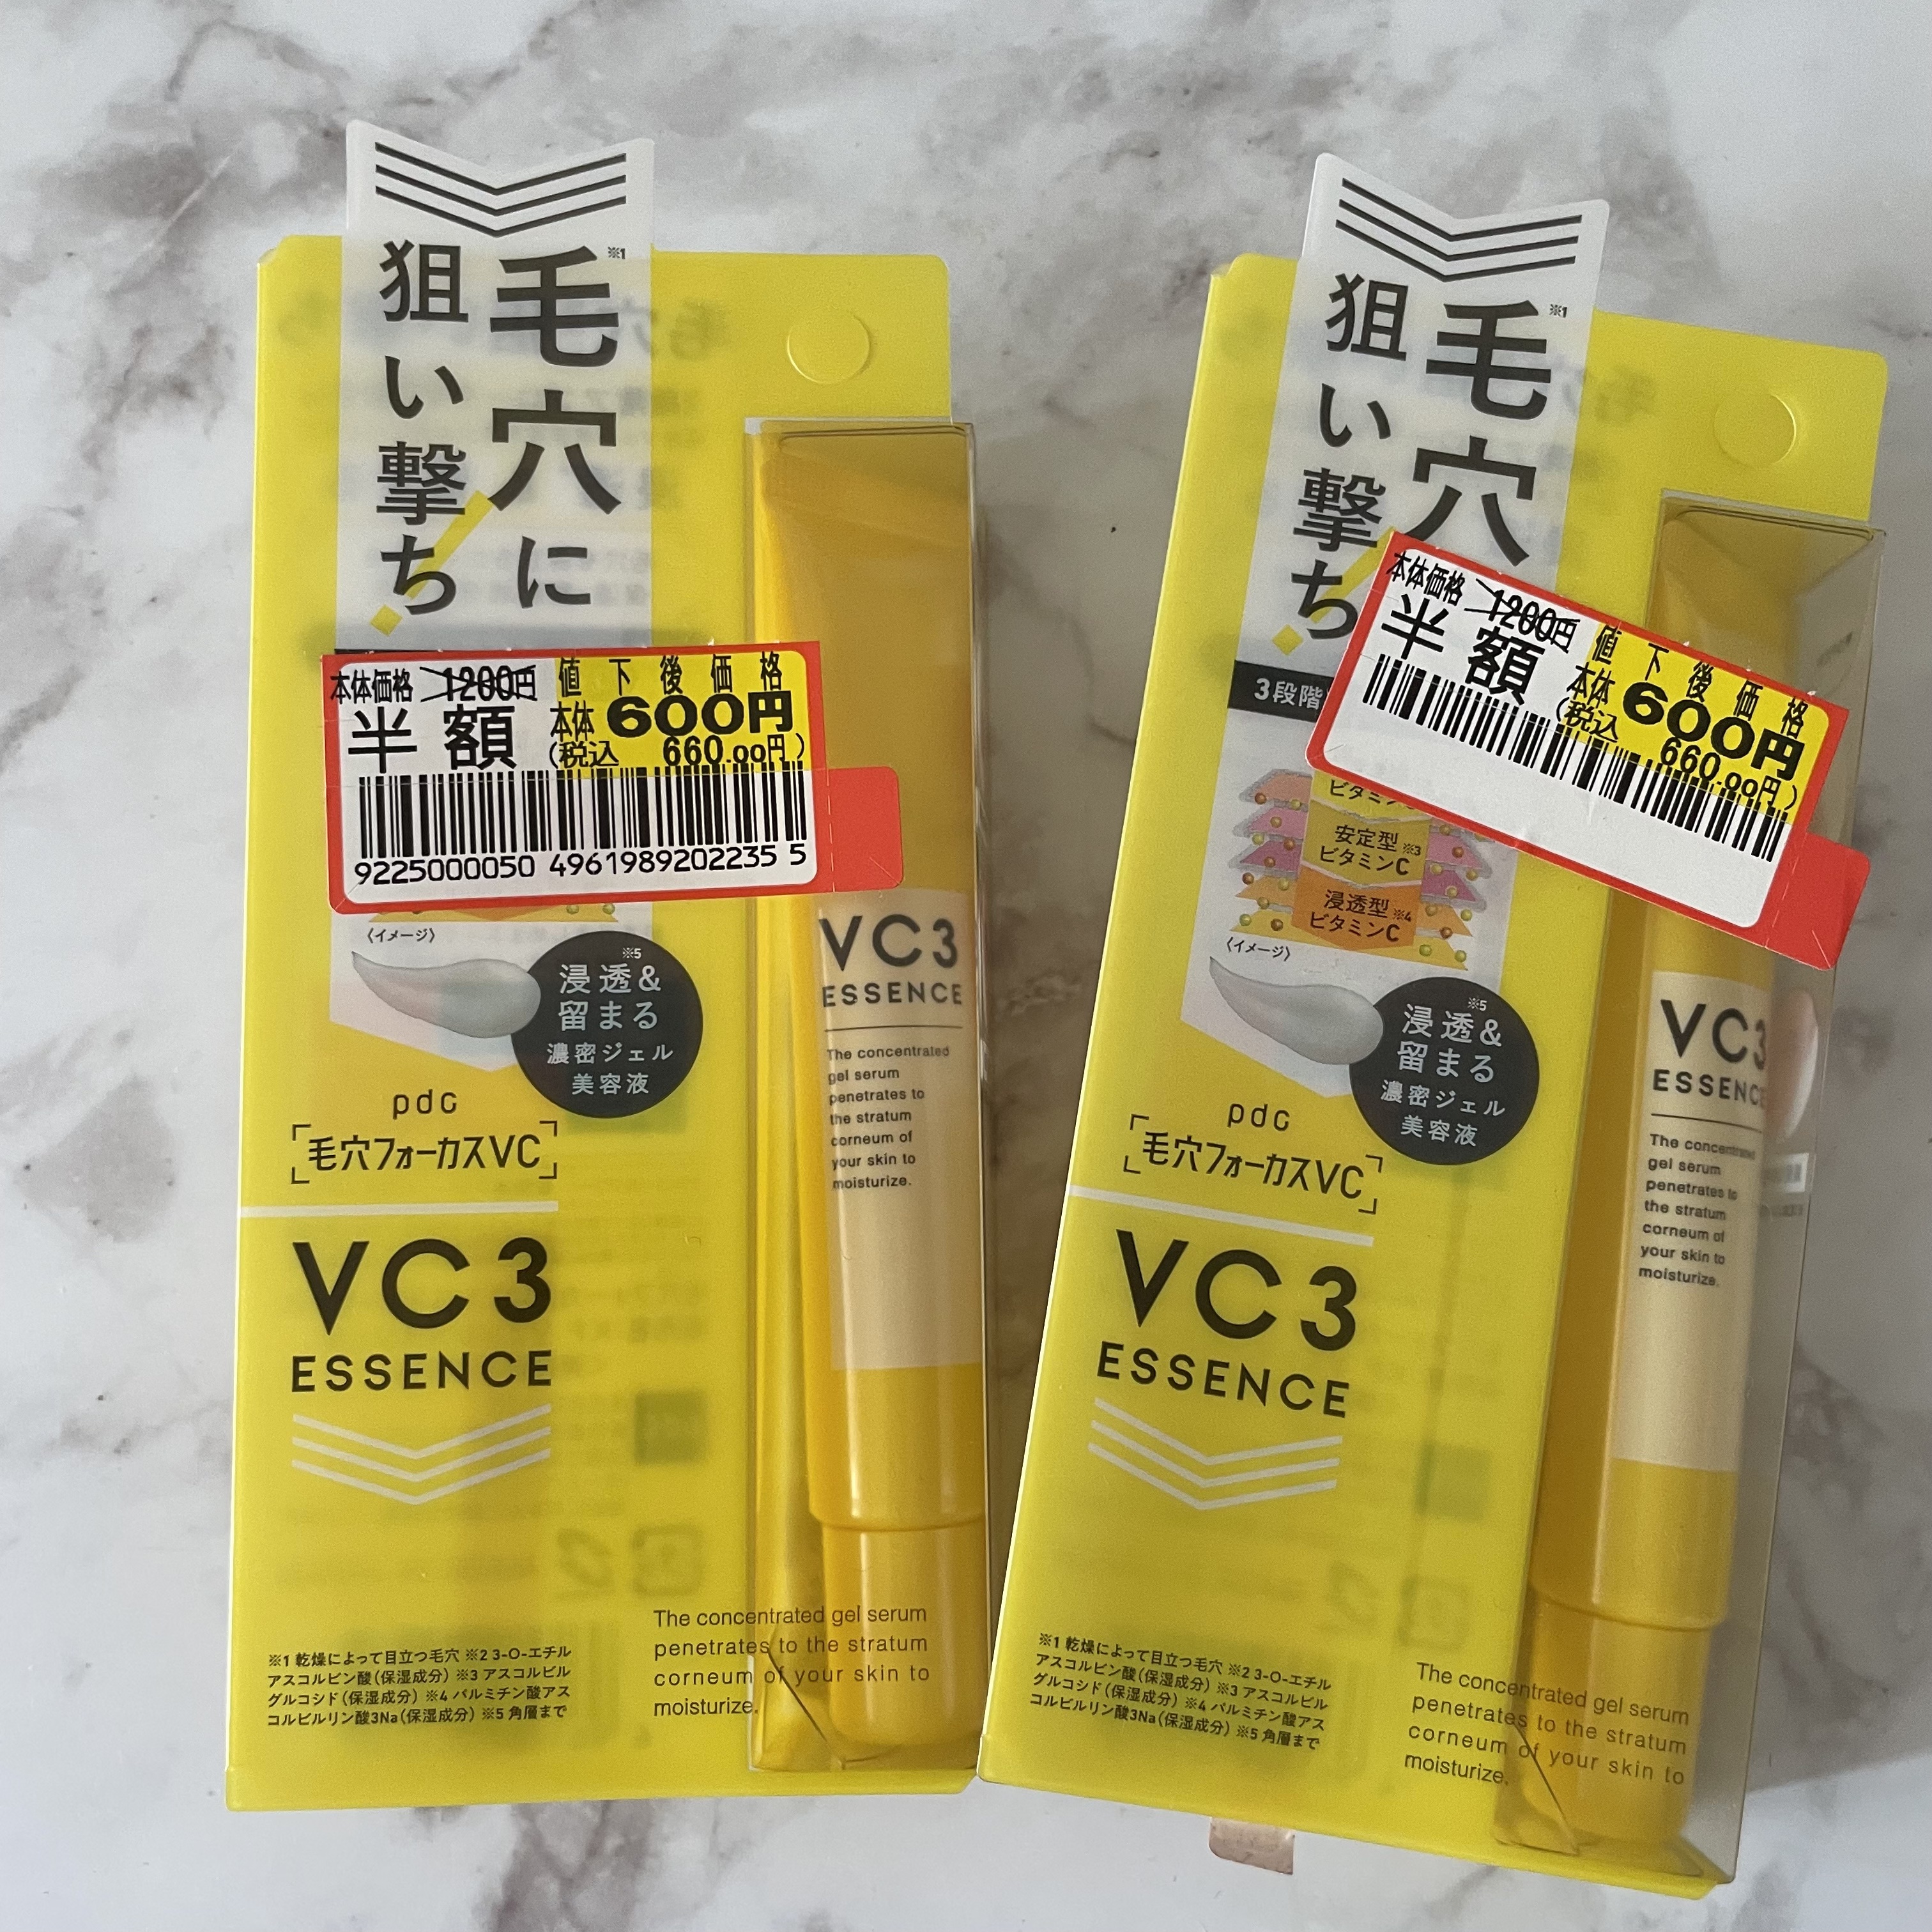 毛穴に※1
狙い撃ち!
本体価格 1200円
半額
値下後価格
本体 600円
(税込 660.00円)
9225000050 4961989202235 5
〈イメージ〉
※5
浸透&
留まる
濃密ジェル
美容液
pdc
毛穴フォーカスVC
VC3
ESSENCE
※1 乾燥によって目立つ毛穴 ※2 3-O-エチル
アスコルビン酸(保湿成分) ※3 アスコルビル
グルコシド(保湿成分) ※4 パルミチン酸アス
コルビルリン酸3Na(保湿成分) ※5 角層まで
VC3
ESSENCE
The concentrated
gel serum
penetrates to
the stratum
corneum of
your skin to
moisturize.
The concentrated gel serum
penetrates to the stratum
corneum of your skin to
moisturize.
毛穴※1
狙い撃ち!
3段階
本体価格 1200円
半額
値下後価格
本体 600円
(税込 660.00円)
ビタミン
安定型※3
ビタミンC
浸透型※4
ビタミンC
〈イメージ〉
※5
浸透&
留まる
濃密ジェル
美容液
pdc
毛穴フォーカスVC
VC3
ESSENCE
※1 乾燥によって目立つ毛穴 ※2 3-O-エチル
アスコルビン酸(保湿成分) ※3 アスコルビル
グルコシド(保湿成分) ※4 パルミチン酸アス
コルビルリン酸3Na(保湿成分) ※5 角層まで
VC3
ESSENCE
The concentrated
gel serum
penetrates to
the stratum
corneum of
your skin to
moisturize.
The concentrated gel serum
penetrates to the stratum
corneum of your skin to
moisturize.